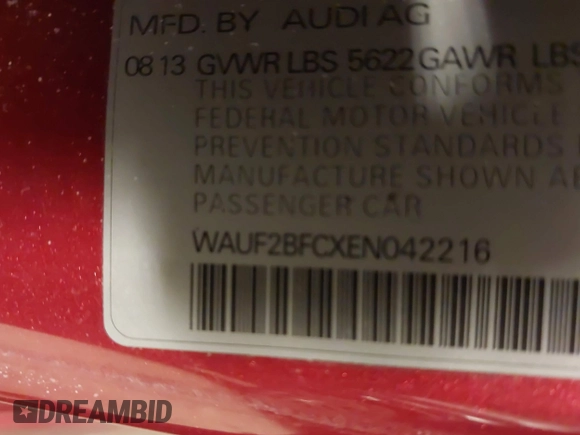 MFD. BY AUDI AG
08 13 GVWR LBS 5622 GAWR LBS
THIS VEHICLE CONFORMS
FEDERAL MOTOR VEHICLE
PREVENTION STANDARDS
MANUFACTURE SHOWN AB
PASSENGER CAR
WAUF2BFCXEN042216
DREAMBID